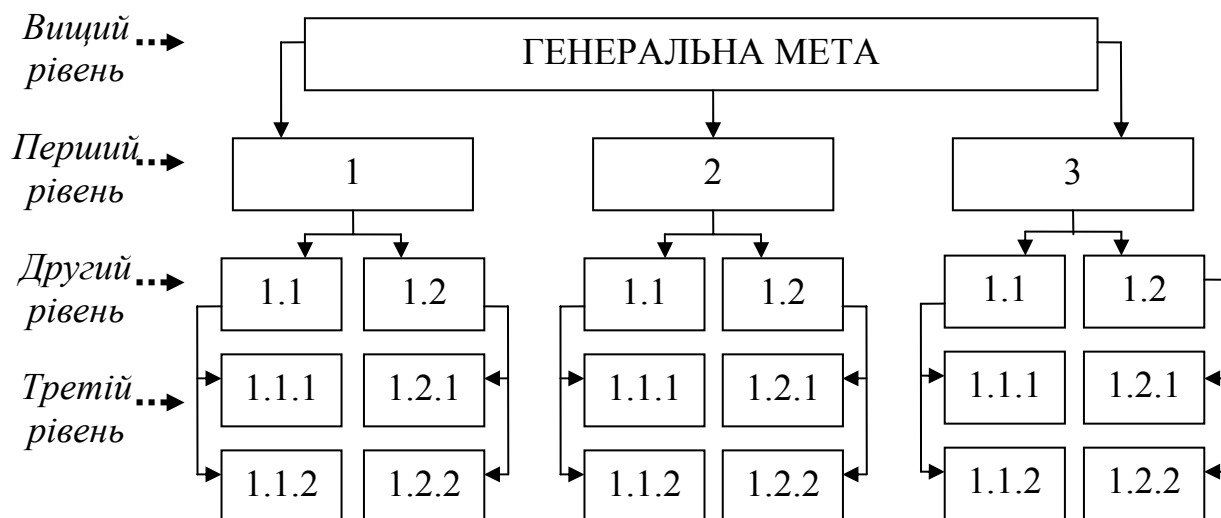 Вищий
рівень
ГЕНЕРАЛЬНА МЕТА
Перший
рівень
1
2
3
Другий
рівень
1.1
1.2
1.1
1.2
1.1
1.2
Третій
рівень
1.1.1
1.2.1
1.1.1
1.2.1
1.1.1
1.2.1
1.1.2
1.2.2
1.1.2
1.2.2
1.1.2
1.2.2